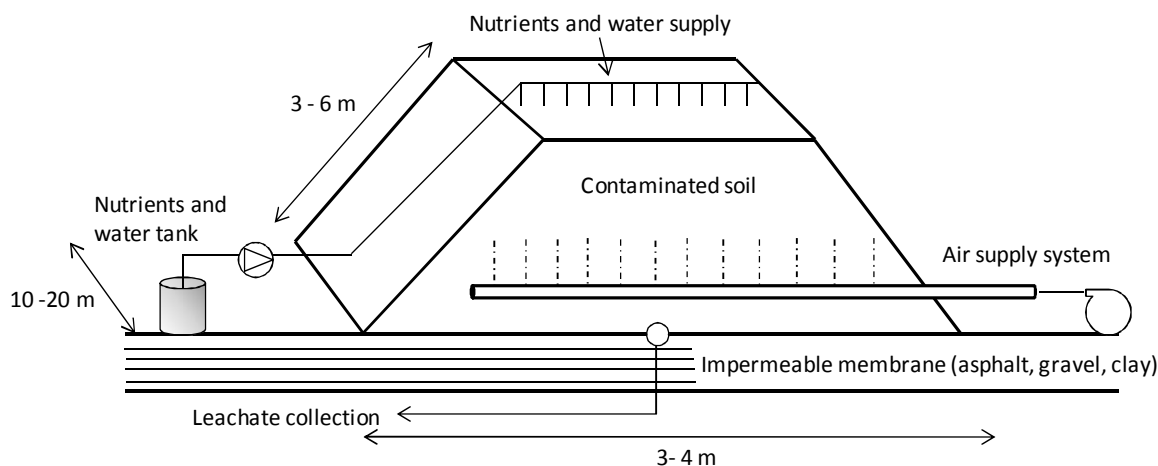 Nutrients and water supply
3 - 6 m
Contaminated soil
Nutrients and
water tank
Air supply system
10 -20 m
Impermeable membrane (asphalt, gravel, clay)
Leachate collection
3- 4 m